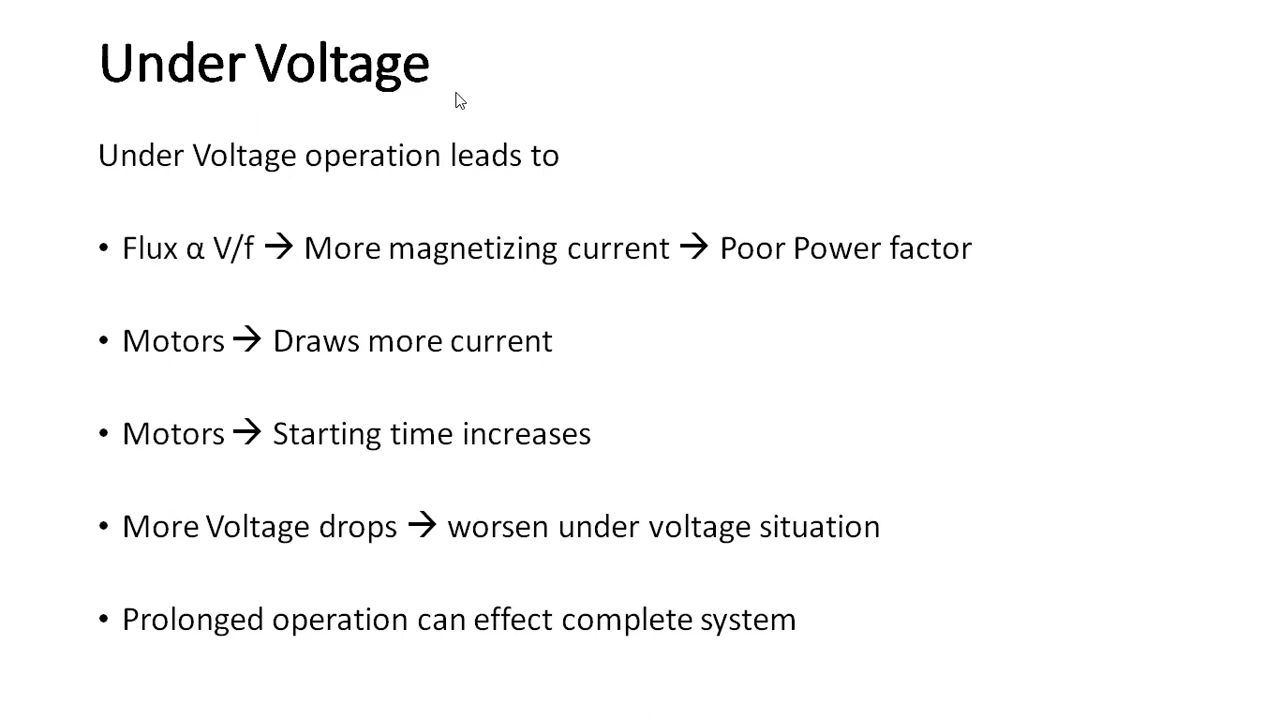 Under Voltage
Under Voltage operation leads to
• Flux α V/f → More magnetizing current → Poor Power factor
• Motors → Draws more current
• Motors → Starting time increases
• More Voltage drops → worsen under voltage situation
• Prolonged operation can effect complete system